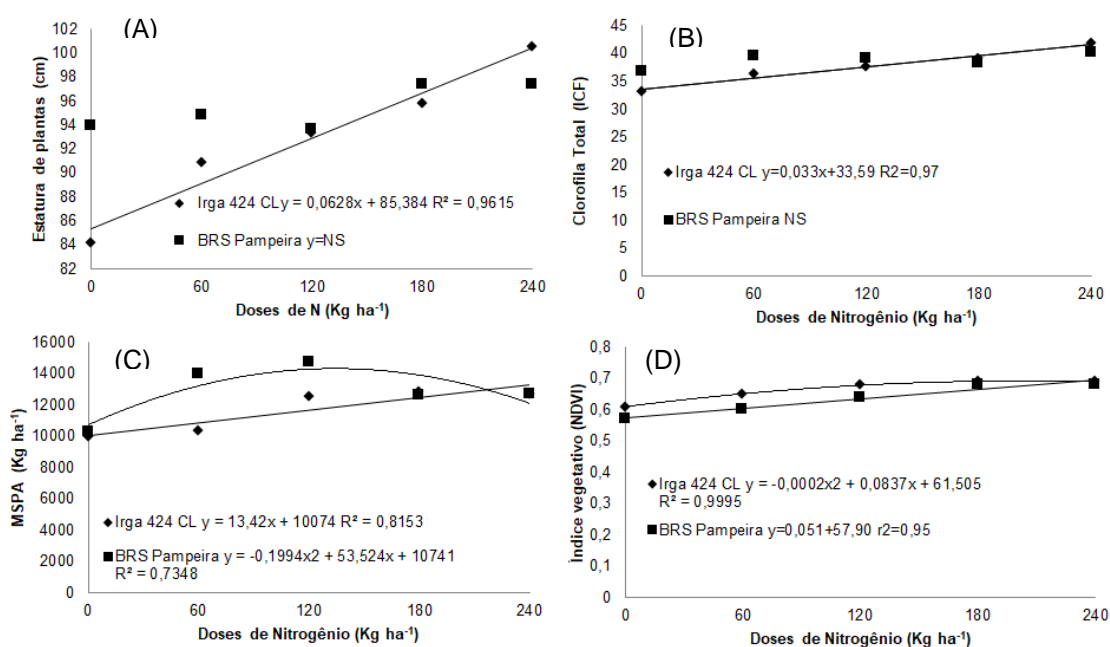 (A)
Estatura de plantas (cm)
102
100
98
96
94
92
90
88
86
84
82
Irga 424 CLy = 0,0628x + 85,384 R² = 0,9615
BRS Pampeira y=NS
0 60 120 180 240
Doses de N (Kg ha⁻¹)
(B)
Clorofila Total (ICF)
45
40
35
30
25
20
15
10
5
0
Irga 424 CL y=0,033x+33,59 R2=0,97
BRS Pampeira NS
0 60 120 180 240
Doses de Nitrogênio (Kg ha⁻¹)
(C)
MSPA (Kg ha⁻¹)
16000
14000
12000
10000
8000
6000
4000
2000
0
Irga 424 CL y = 13,42x + 10074 R² = 0,8153
BRS Pampeira y = -0,1994x2 + 53,524x + 10741
R² = 0,7348
0 60 120 180 240
Doses de Nitrogênio (Kg ha⁻¹)
(D)
Índice vegetativo (NDVI)
0,8
0,7
0,6
0,5
0,4
0,3
0,2
0,1
0
Irga 424 CL y = -0,0002x2 + 0,0837x + 61,505
R² = 0,9995
BRS Pampeira y=0,051+57,90 r2=0,95
0 60 120 180 240
Doses de Nitrogênio (Kg ha⁻¹)